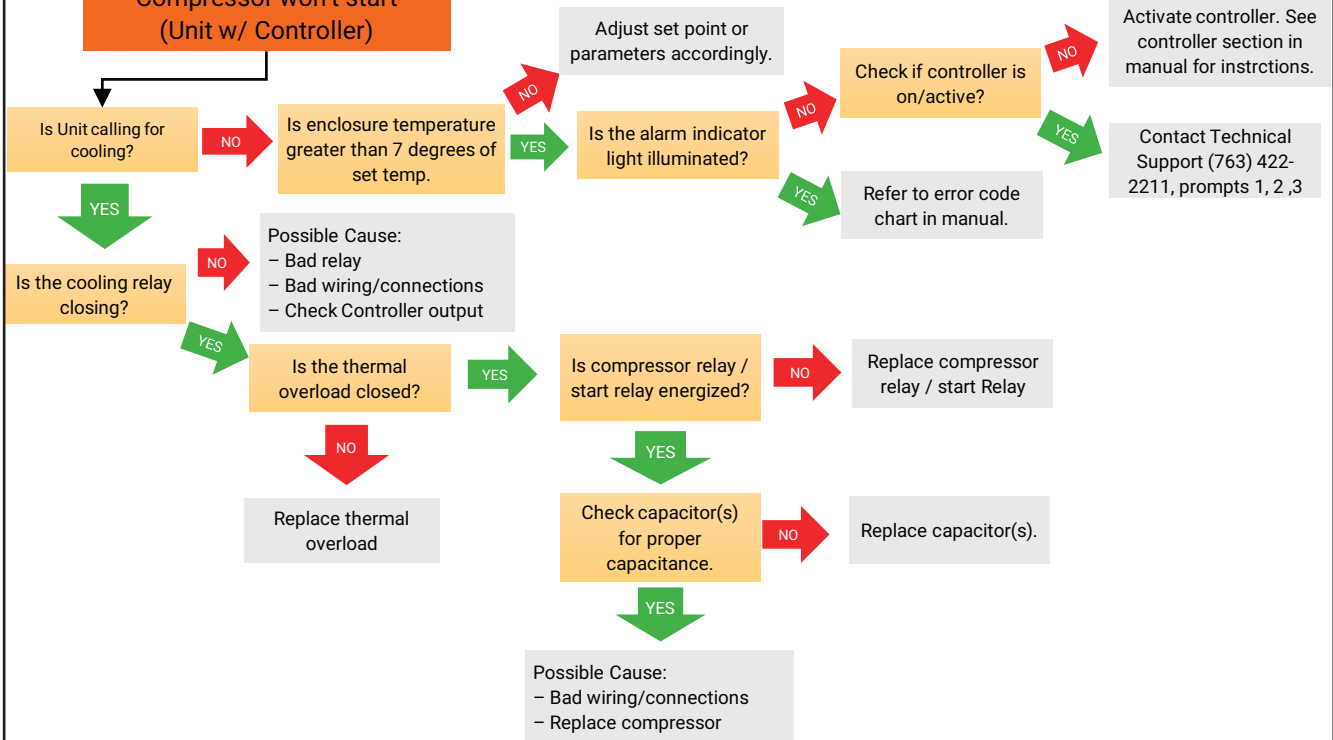 Compressor won't start
(Unit w/ Controller)
Is Unit calling for
cooling?
NO
Is enclosure temperature
greater than 7 degrees of
set temp.
NO
Adjust set point or
parameters accordingly.
YES
Is the alarm indicator
light illuminated?
NO
Check if controller is
on/active?
NO
Activate controller. See
controller section in
manual for instrctions.
YES
Contact Technical
Support (763) 422-
2211, prompts 1, 2 ,3
YES
Refer to error code
chart in manual.
YES
Is the cooling relay
closing?
NO
Possible Cause:
– Bad relay
– Bad wiring/connections
– Check Controller output
YES
Is the thermal
overload closed?
NO
Replace thermal
overload
YES
Is compressor relay /
start relay energized?
NO
Replace compressor
relay / start Relay
YES
Check capacitor(s)
for proper
capacitance.
NO
Replace capacitor(s).
YES
Possible Cause:
– Bad wiring/connections
– Replace compressor